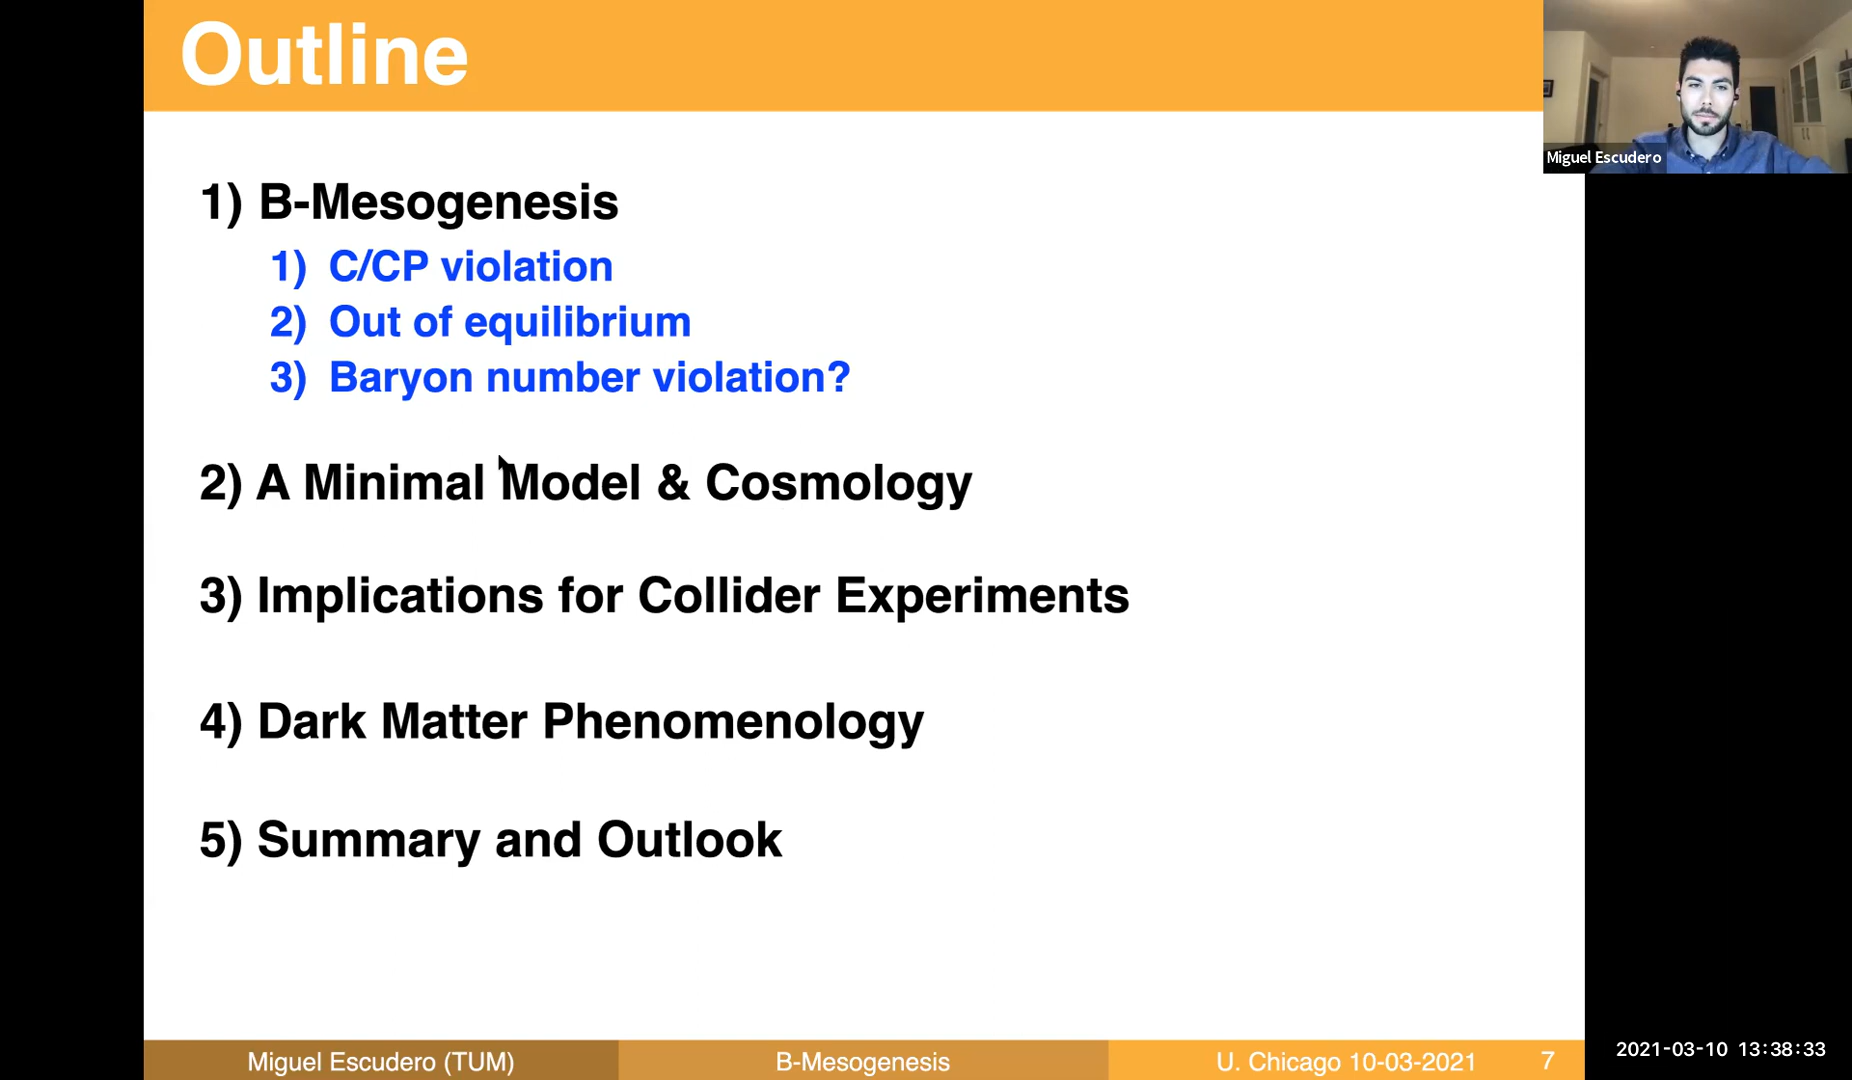 Outline
Miguel Escudero
1) B-Mesogenesis
1) C/CP violation
2) Out of equilibrium
3) Baryon number violation?
2) A Minimal Model & Cosmology
3) Implications for Collider Experiments
4) Dark Matter Phenomenology
5) Summary and Outlook
Miguel Escudero (TUM)
B-Mesogenesis
U. Chicago 10-03-2021
7
2021-03-10 13:38:33